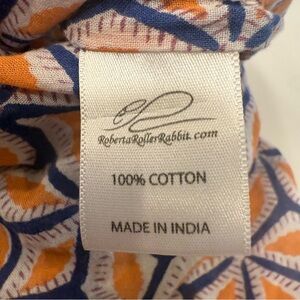 RobertaRollerRabbit.com
100% COTTON
MADE IN INDIA